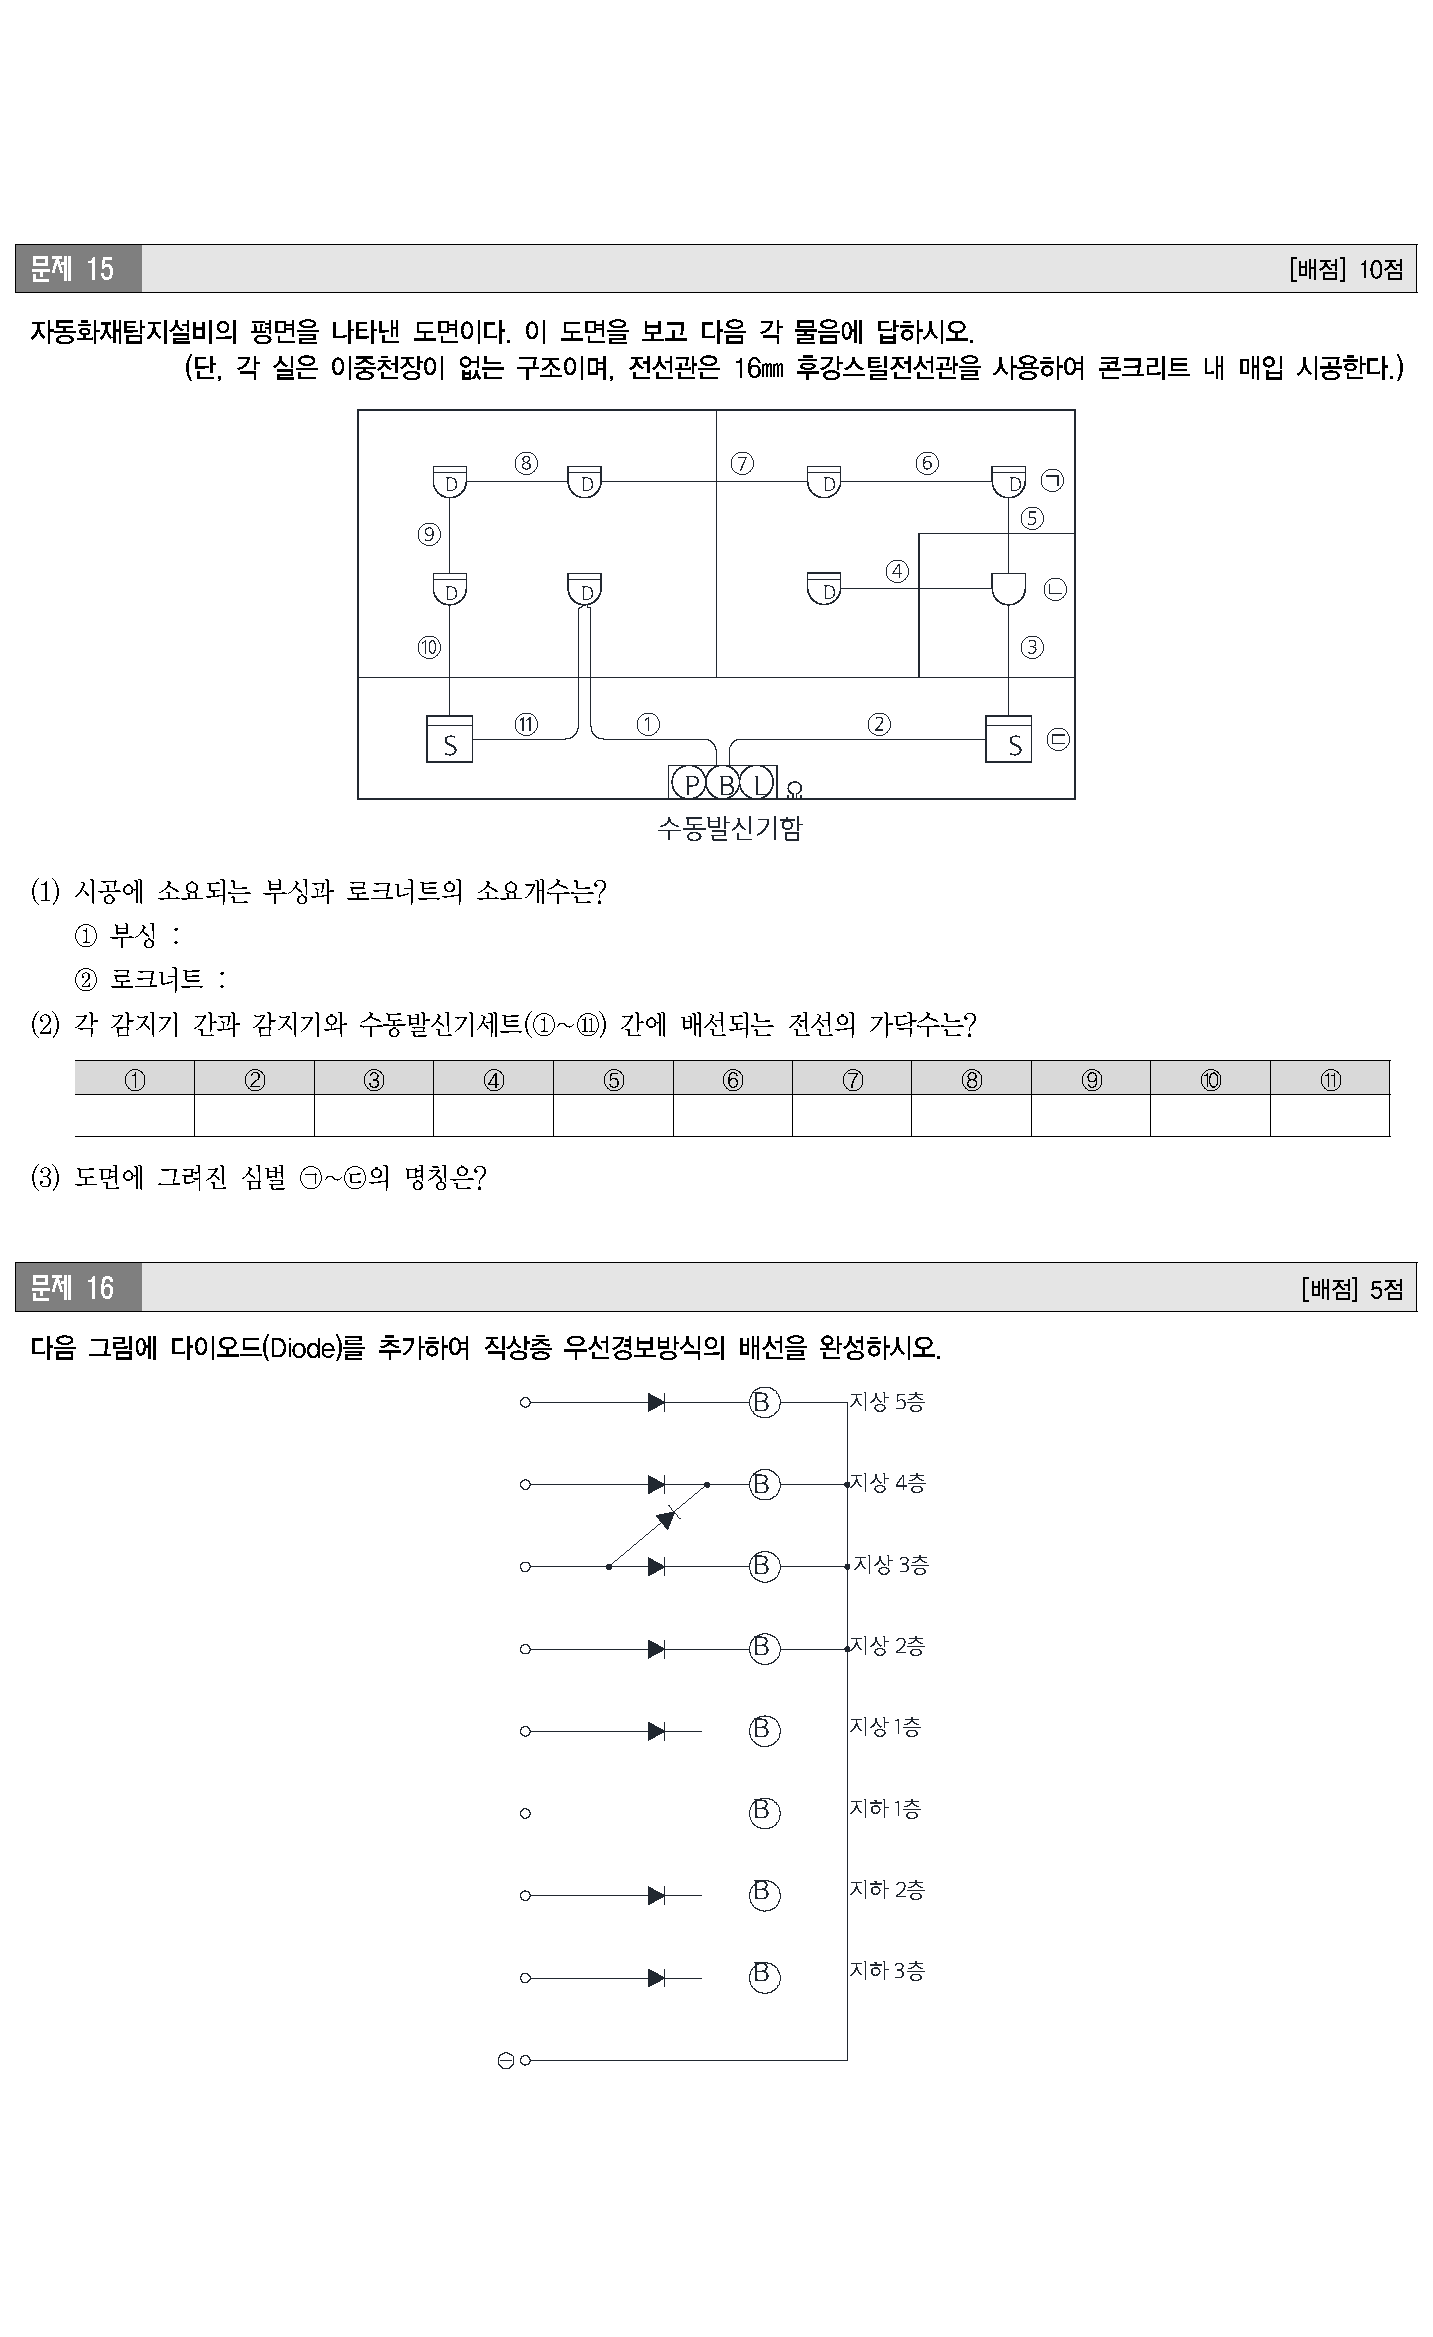 문제 15 [배점] 10점
자동화재탐지설비의 평면을 나타낸 도면이다. 이 도면을 보고 다음 각 물음에 답하시오.
(단, 각 실은 이중천장이 없는 구조이며, 전선관은 16㎜ 후강스틸전선관을 사용하여 콘크리트 내 매입 시공한다.)
⑧ ⑦ ⑥
D D D D ㉠
⑨ ④ ⑤
D D D ㉡
⑩ ③
⑪ ① ②
S S ㉢
P B L Ω
수동발신기함
(1) 시공에 소요되는 부싱과 로크너트의 소요개수는?
① 부싱 :
② 로크너트 :
(2) 각 감지기 간과 감지기와 수동발신기세트(①~⑪) 간에 배선되는 전선의 가닥수는?
① ② ③ ④ ⑤ ⑥ ⑦ ⑧ ⑨ ⑩ ⑪
(3) 도면에 그려진 심벌 ㉠~㉢의 명칭은?
문제 16 [배점] 5점
다음 그림에 다이오드(Diode)를 추가하여 직상층 우선경보방식의 배선을 완성하시오.
B 지상 5층
B 지상 4층
B 지상 3층
B 지상 2층
B 지상 1층
B 지하 1층
B 지하 2층
B 지하 3층
⊖